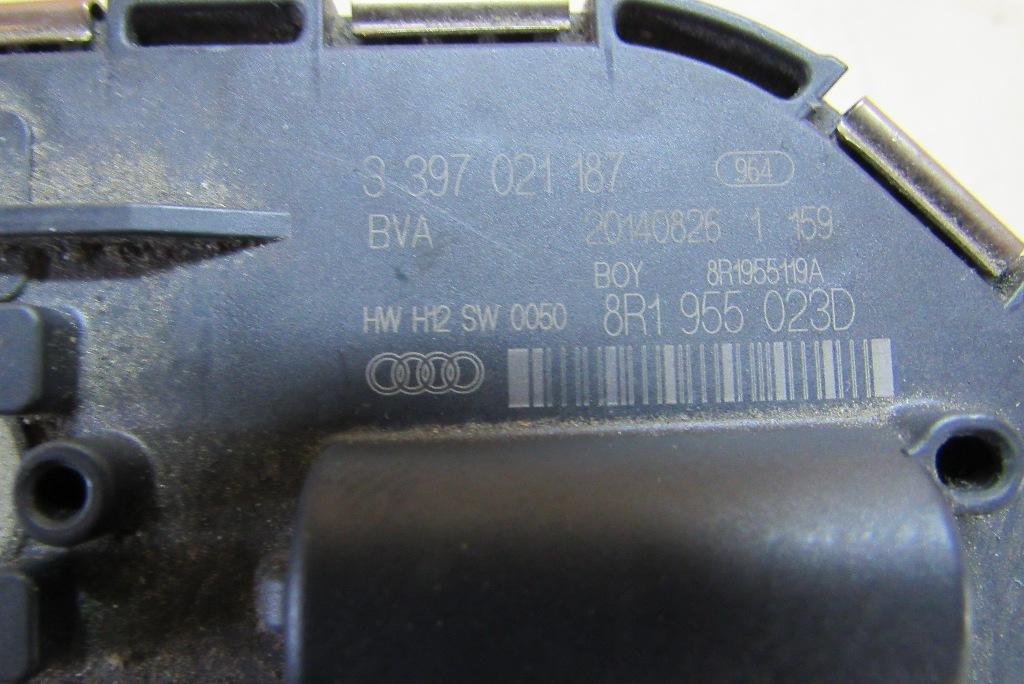 3 397 021 187 964
BVA 20140826 1 159
BOY 8R1955119A
HW H12 SW 0050 8R1 955 023D